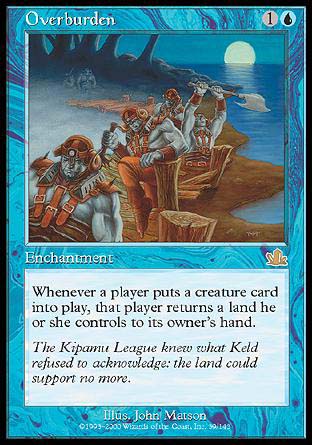 Overburden 1
Enchantment
Whenever a player puts a creature card
into play, that player returns a land he
or she controls to its owner's hand.
The Kipamu League knew what Keld
refused to acknowledge: the land could
support no more.
Illus. John Matson
©1993-2000 Wizards of the Coast, Inc. 39/143